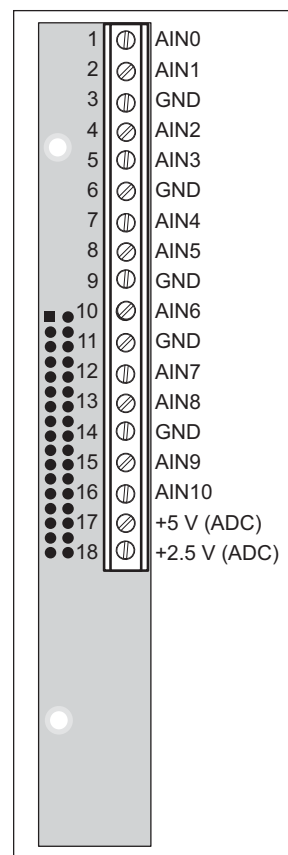 1 AIN0
2 AIN1
3 GND
4 AIN2
5 AIN3
6 GND
7 AIN4
8 AIN5
9 GND
10 AIN6
11 GND
12 AIN7
13 AIN8
14 GND
15 AIN9
16 AIN10
17 +5 V (ADC)
18 +2.5 V (ADC)